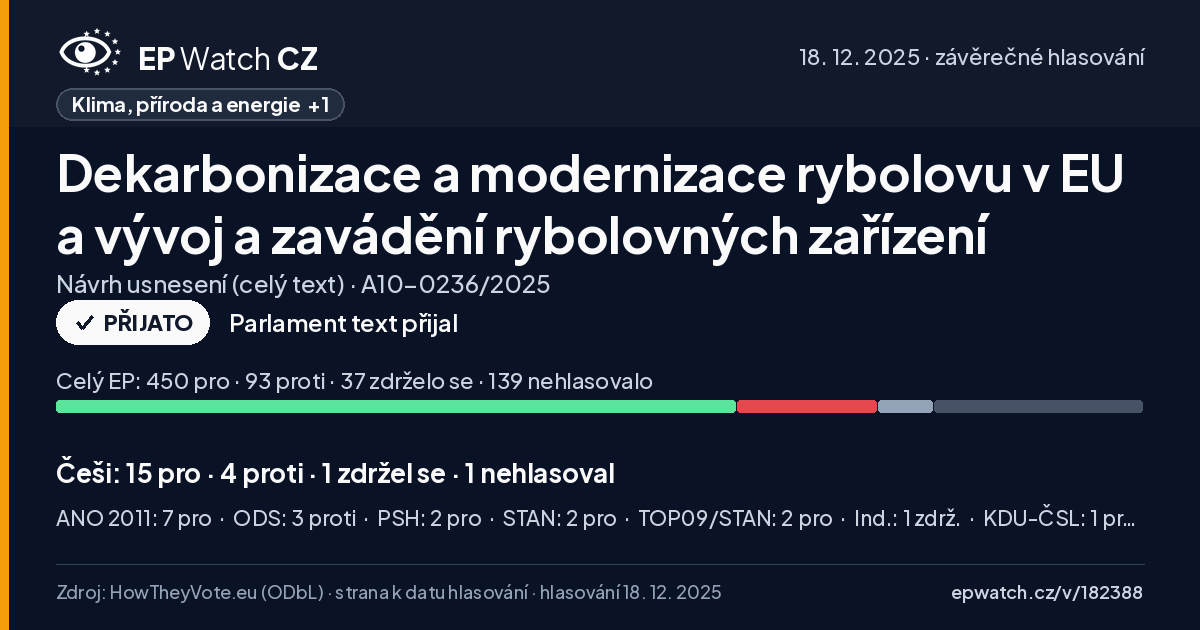 EP Watch CZ
18. 12. 2025 · závěrečné hlasování
Klima, příroda a energie +1
Dekarbonizace a modernizace rybolovu v EU
a vývoj a zavádění rybolovných zařízení
Návrh usnesení (celý text) · A10–0236/2025
✓ PŘIJATO Parlament text přijal
Celý EP: 450 pro · 93 proti · 37 zdrželo se · 139 nehlasovalo
Češi: 15 pro · 4 proti · 1 zdržel se · 1 nehlasoval
ANO 2011: 7 pro · ODS: 3 proti · PSH: 2 pro · STAN: 2 pro · TOP09/STAN: 2 pro · Ind.: 1 zdrž. · KDU-ČSL: 1 pr…
Zdroj: HowTheyVote.eu (ODbL) · strana k datu hlasování · hlasování 18. 12. 2025
epwatch.cz/v/182388